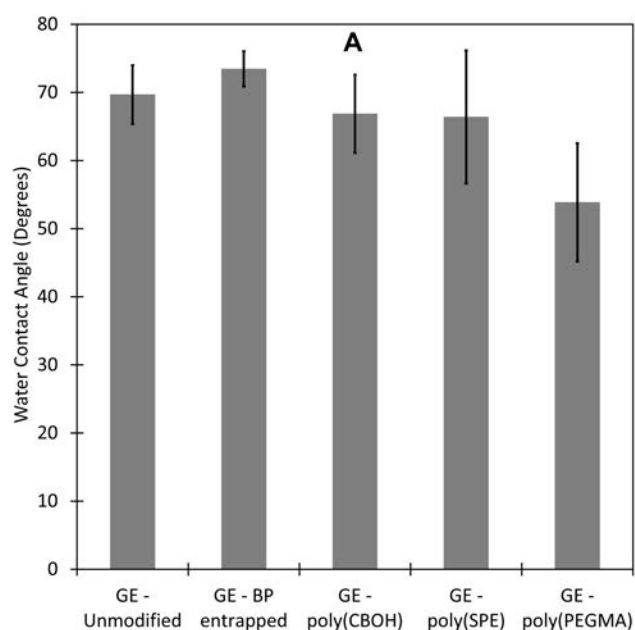 A
Water Contact Angle (Degrees)
80
70
60
50
40
30
20
10
0
GE -
Unmodified
GE - BP
entrapped
GE -
poly(CBOH)
GE -
poly(SPE)
GE -
poly(PEGMA)